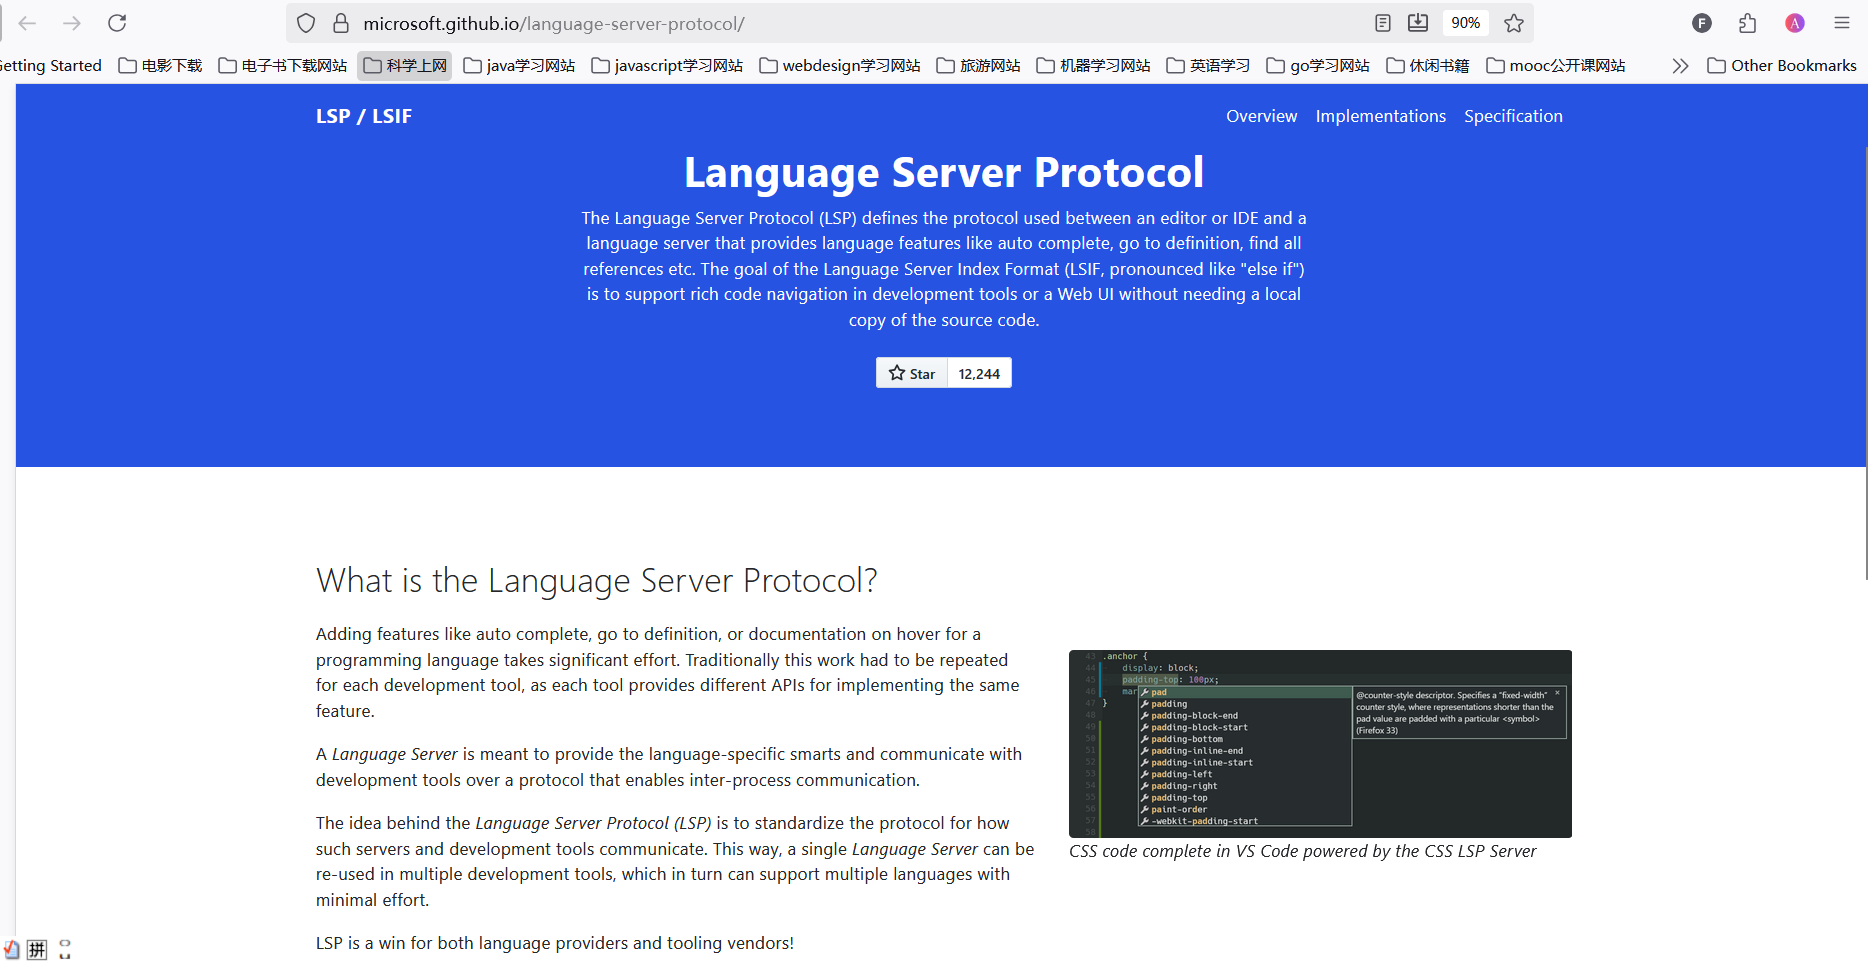 microsoft.github.io/language-server-protocol/
90%
F
A
etting Started
电影下载
电子书下载网站
科学上网
java学习网站
javascript学习网站
webdesign学习网站
旅游网站
机器学习网站
英语学习
go学习网站
休闲书籍
mooc公开课网站
Other Bookmarks
LSP / LSIF
Overview
Implementations
Specification
Language Server Protocol
The Language Server Protocol (LSP) defines the protocol used between an editor or IDE and a
language server that provides language features like auto complete, go to definition, find all
references etc. The goal of the Language Server Index Format (LSIF, pronounced like "else if")
is to support rich code navigation in development tools or a Web UI without needing a local
copy of the source code.
Star
12,244
What is the Language Server Protocol?
Adding features like auto complete, go to definition, or documentation on hover for a
programming language takes significant effort. Traditionally this work had to be repeated
for each development tool, as each tool provides different APIs for implementing the same
feature.
A Language Server is meant to provide the language-specific smarts and communicate with
development tools over a protocol that enables inter-process communication.
The idea behind the Language Server Protocol (LSP) is to standardize the protocol for how
such servers and development tools communicate. This way, a single Language Server can be
re-used in multiple development tools, which in turn can support multiple languages with
minimal effort.
LSP is a win for both language providers and tooling vendors!
43 .anchor {
44 display: block;
45 padding-top: 100px;
46 mar
47 }
48
49
50
51
52
53
54
55
56
57
58
pad
padding
padding-block-end
padding-block-start
padding-bottom
padding-inline-end
padding-inline-start
padding-left
padding-right
padding-top
paint-order
-webkit-padding-start
@counter-style descriptor. Specifies a "fixed-width"
counter style, where representations shorter than the
pad value are padded with a particular <symbol>
(Firefox 33)
CSS code complete in VS Code powered by the CSS LSP Server
拼